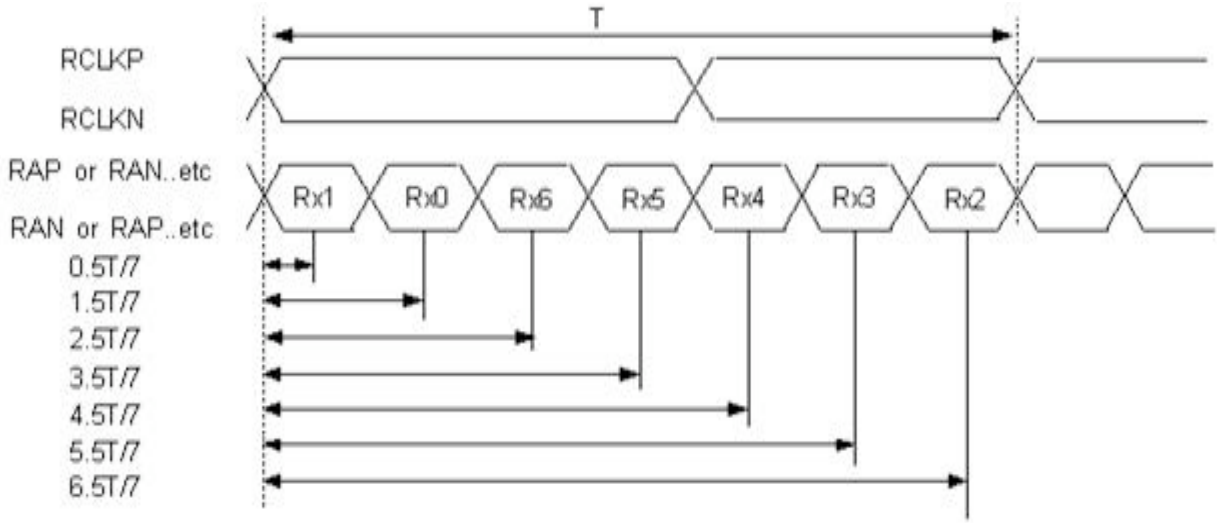 T
RCLKP
RCLKN
RAP or RAN..etc
Rx1 Rx0 Rx6 Rx5 Rx4 Rx3 Rx2
RAN or RAP..etc
0.5T/7
1.5T/7
2.5T/7
3.5T/7
4.5T/7
5.5T/7
6.5T/7